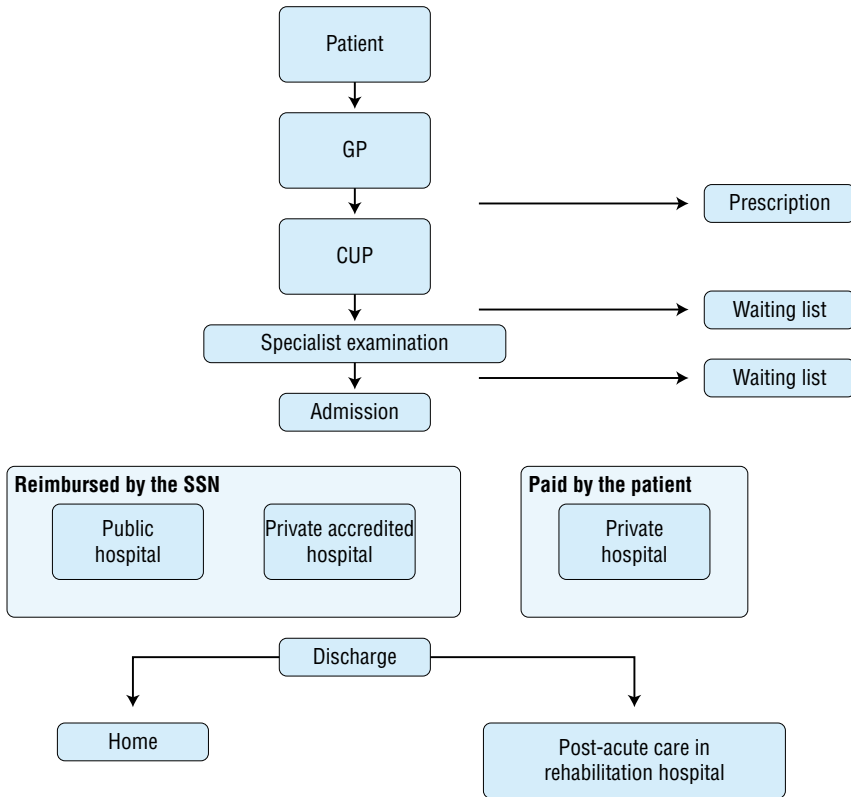 Patient
GP
Prescription
CUP
Waiting list
Specialist examination
Waiting list
Admission
Reimbursed by the SSN
Public
hospital
Private accredited
hospital
Paid by the patient
Private
hospital
Discharge
Home
Post-acute care in
rehabilitation hospital